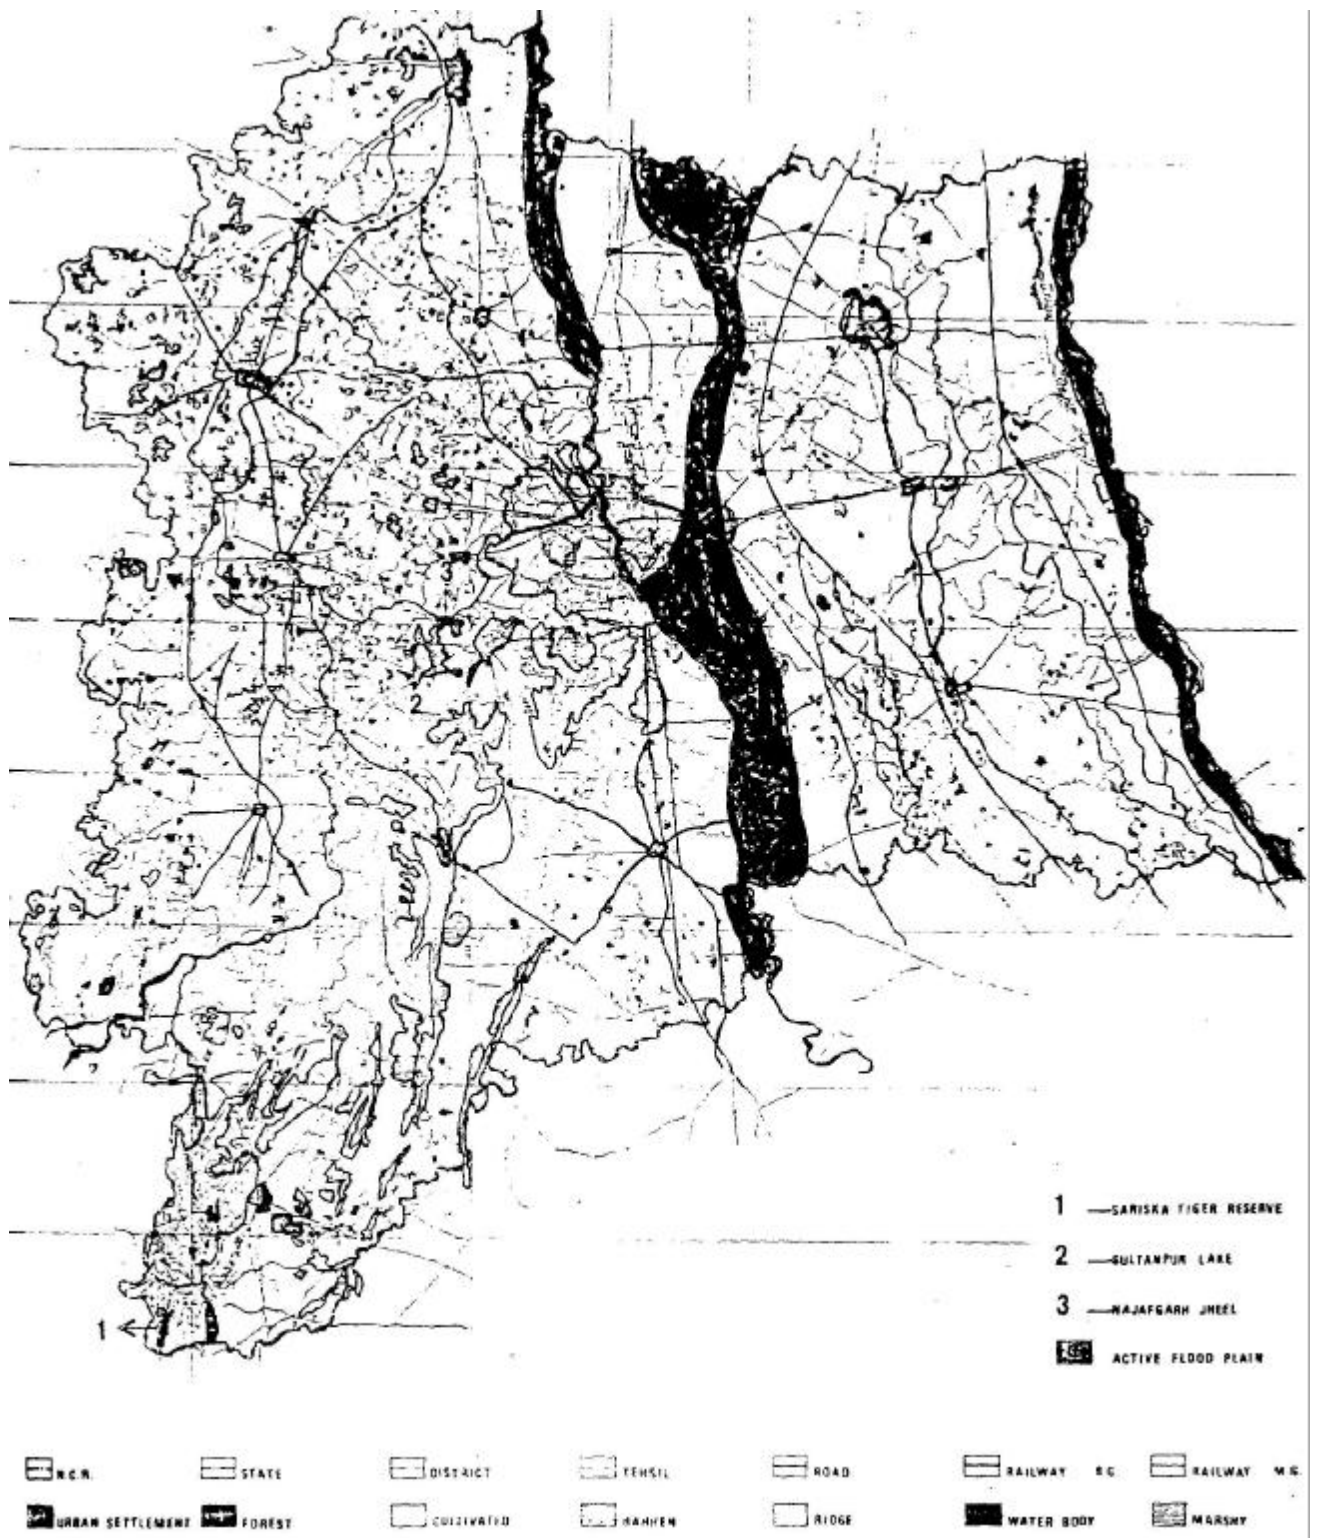 2
1
1 — SARISKA TIGER RESERVE
2 — SULTANPUR LAKE
3 — NAJAFGARH JHEEL
ACTIVE FLOOD PLAIN
N.C.R. STATE DISTRICT TEHSIL ROAD RAILWAY B.G. RAILWAY M.G.
URBAN SETTLEMENT FOREST CULTIVATED BARREN RIDGE WATER BODY MARSHY